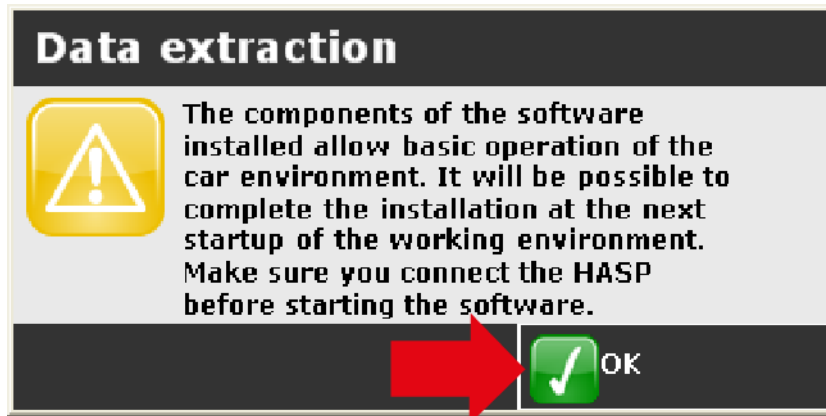 Data extraction
The components of the software
installed allow basic operation of the
car environment. It will be possible to
complete the installation at the next
startup of the working environment.
Make sure you connect the HASP
before starting the software.
OK